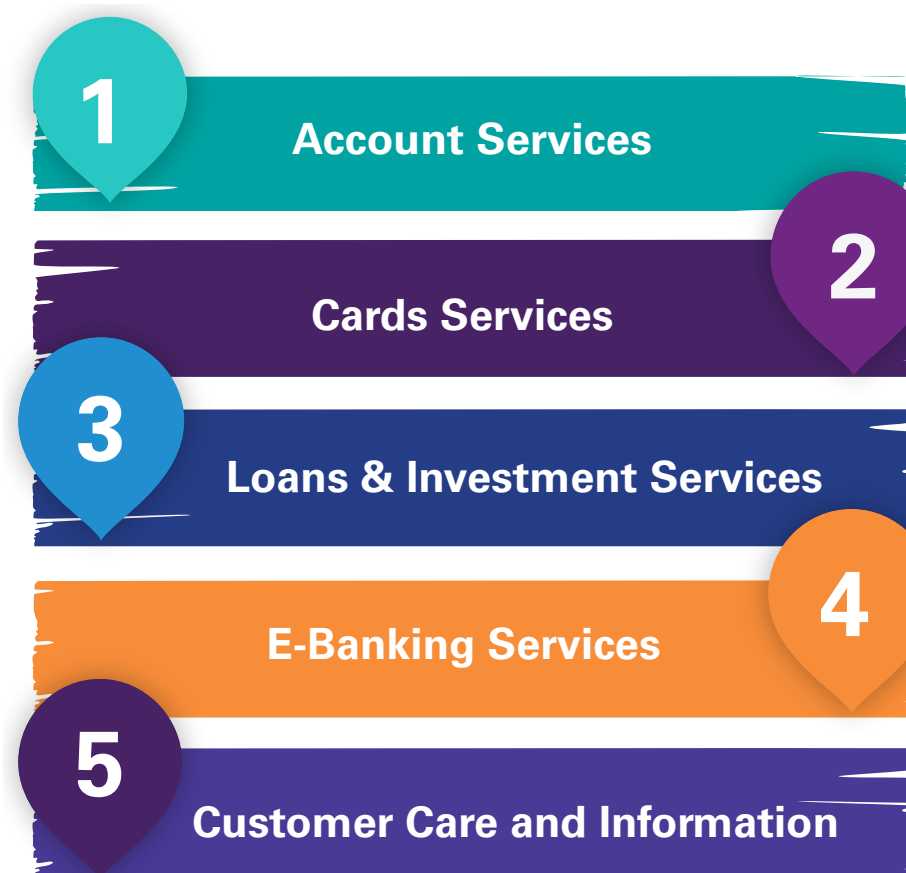 1
Account Services
2
Cards Services
3
Loans & Investment Services
4
E-Banking Services
5
Customer Care and Information